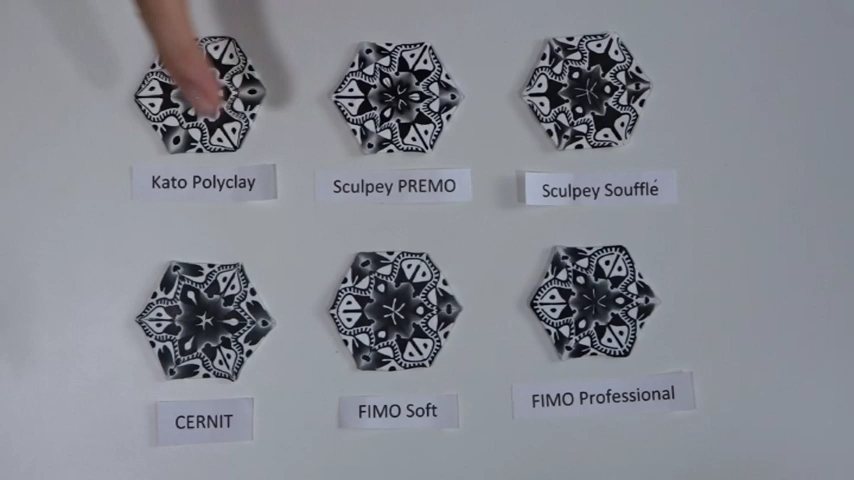 Kato Polyclay
Sculpey PREMO
Sculpey Soufflé
CERNIT
FIMO Soft
FIMO Professional